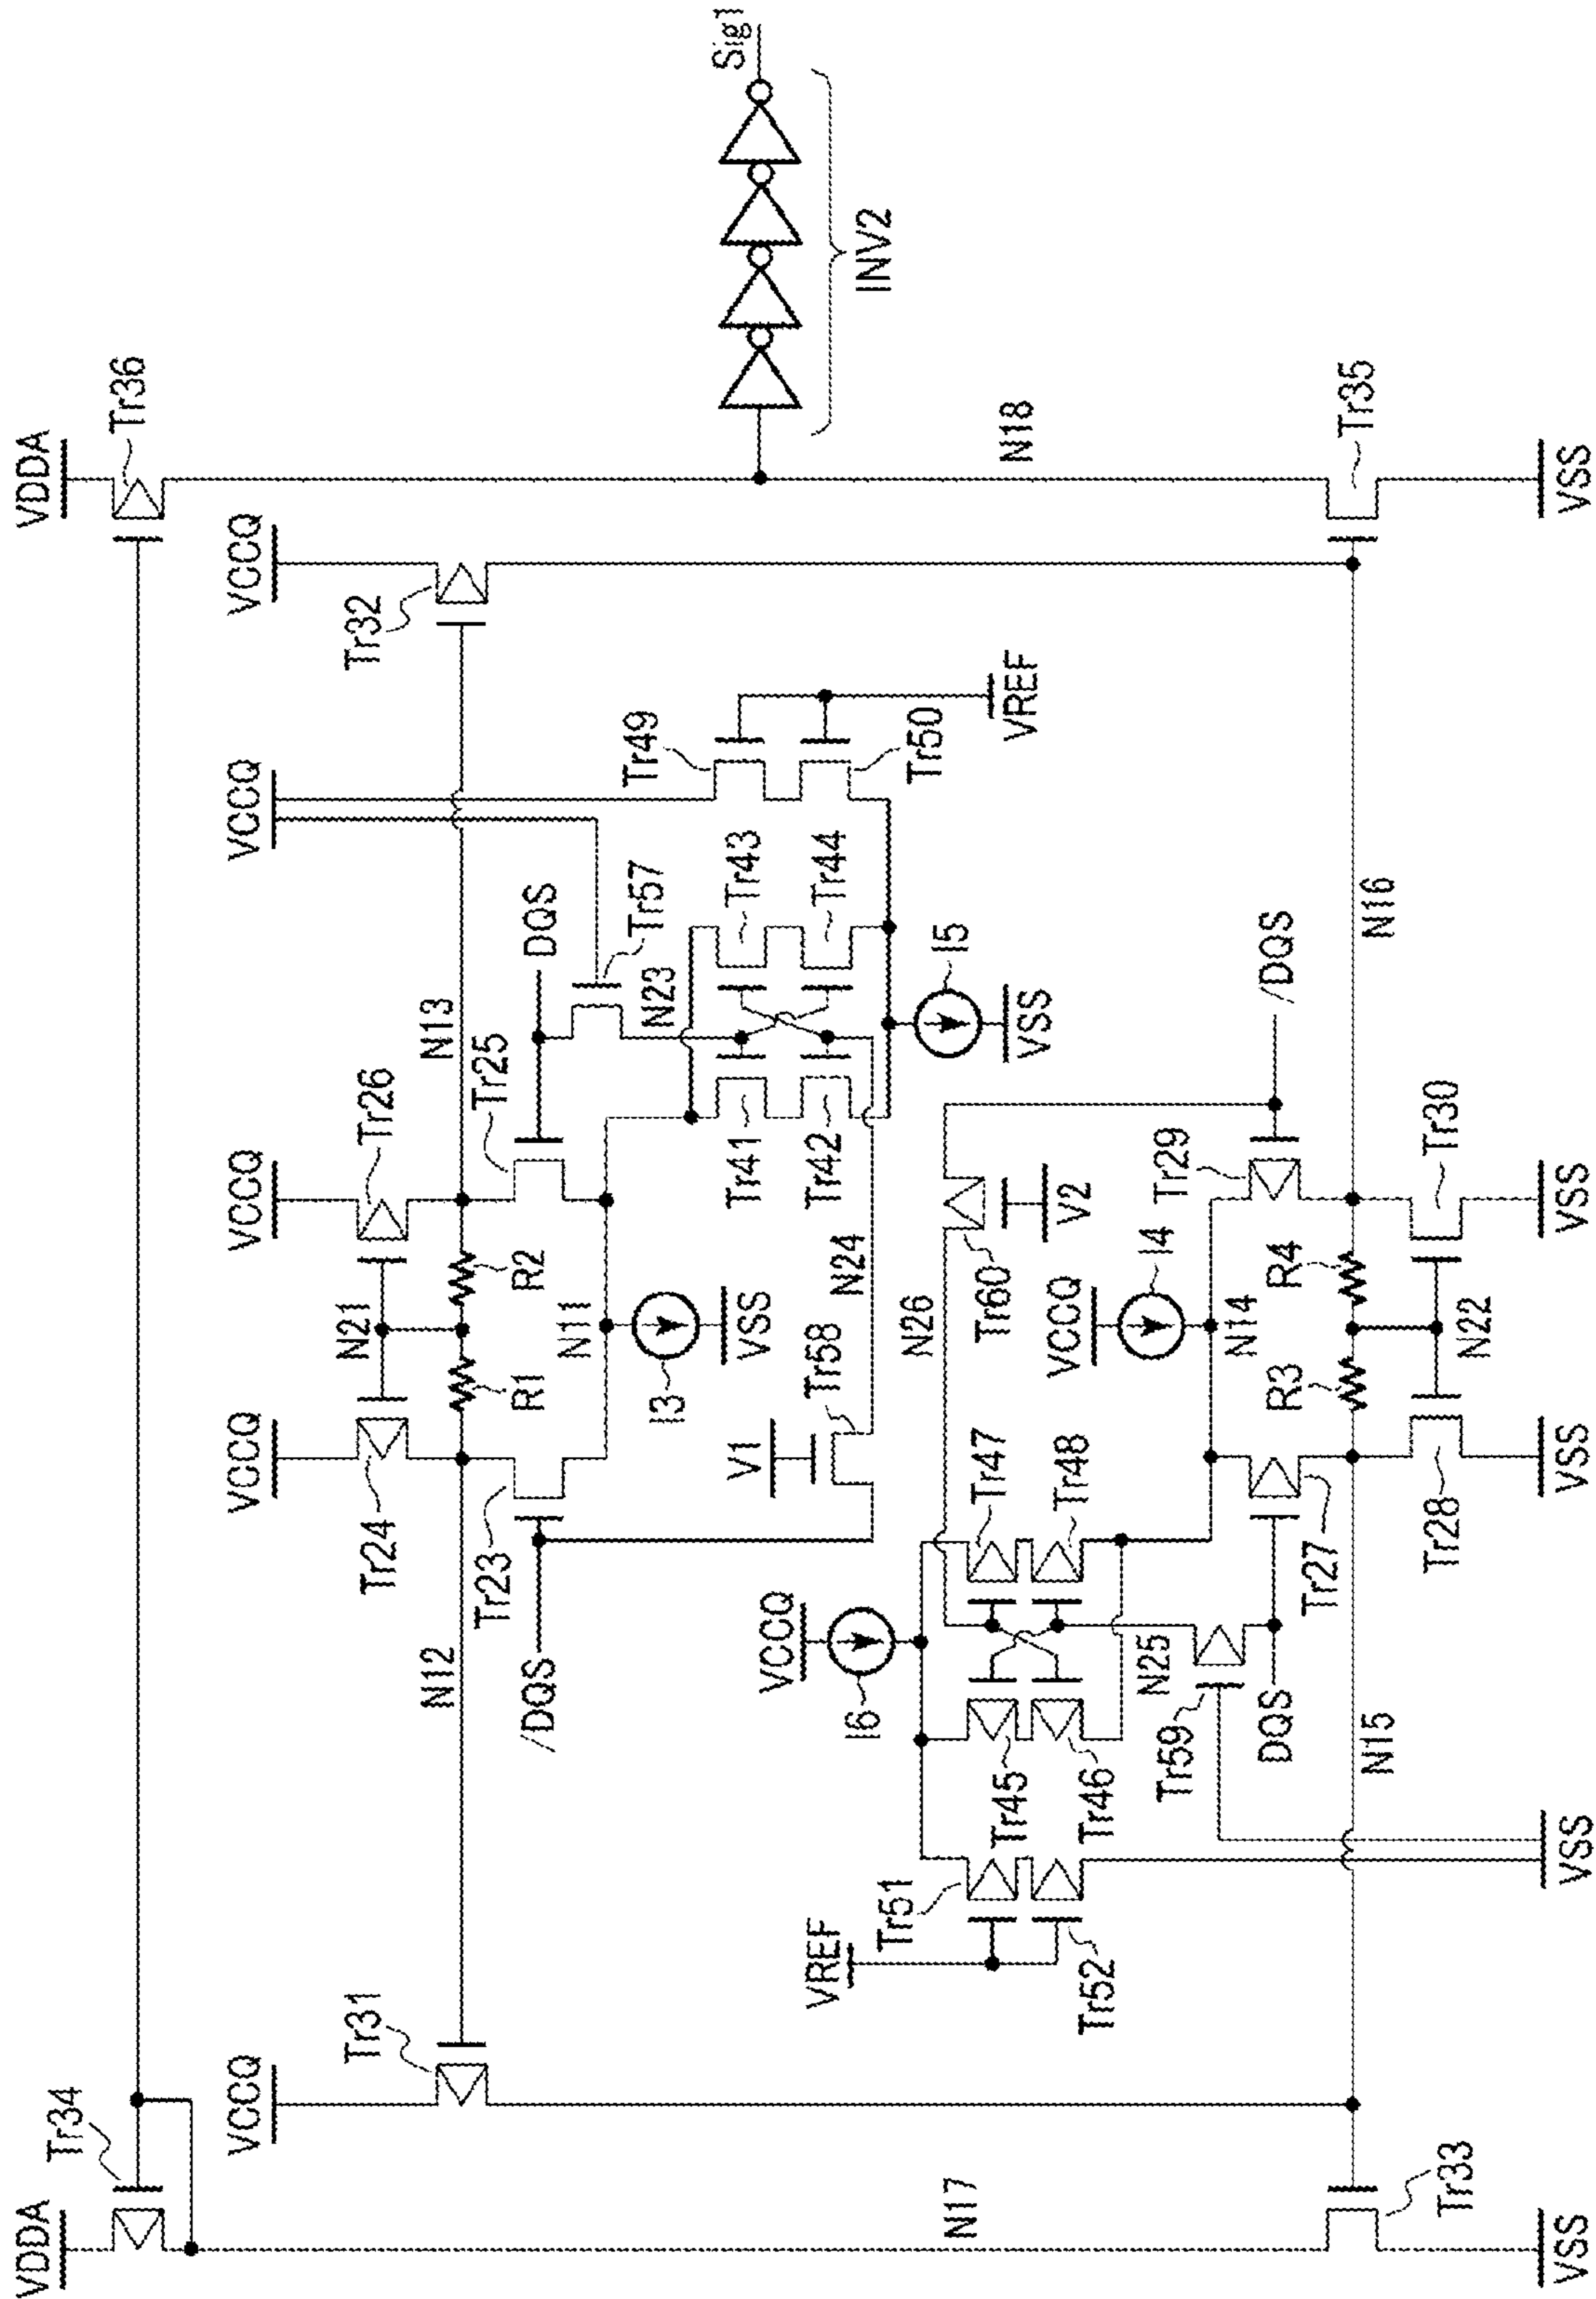 VDDA
Tr34
VDDA
Tr36
VCCQ
Tr31
VCCQ
Tr24
N21
VCCQ
Tr26
VCCQ
VCCQ
Tr32
N12
R1
R2
N13
/DQS
Tr23
N11
Tr25
DQS
Tr57
N23
I3
VSS
V1
Tr58
N24
Tr41
Tr42
Tr43
Tr44
Tr49
Tr50
VREF
I5
VSS
Sig1
INV2
VCCQ
I6
VREF
Tr51
Tr52
Tr45
Tr46
Tr47
Tr48
N26
Tr60
V2
VCCQ
I4
N14
Tr29
/DQS
N25
Tr59
DQS
Tr27
N17
N18
N15
R3
R4
N16
Tr33
Tr28
N22
Tr30
Tr35
VSS
VSS
VSS
VSS
VSS